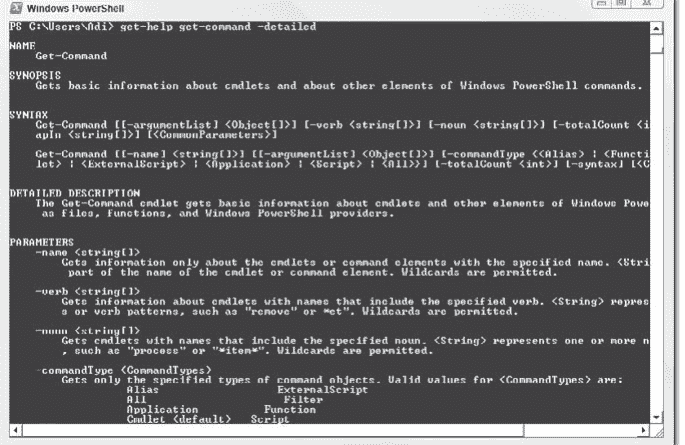 Windows PowerShell
PS C:\Users\Adi> get-help get-command -detailed
NAME
Get-Command
SYNOPSIS
Gets basic information about cmdlets and about other elements of Windows PowerShell commands.
SYNTAX
Get-Command [[-argumentList] <Object[]>] [-verb <string[]>] [-noun <string[]>] [-totalCount <i
apIn <string[]>] [<CommonParameters>]
Get-Command [[-name] <string[]>] [[-argumentList] <Object[]>] [-commandType {<Alias> | <Functi
let> | <ExternalScript> | <Application> | <Script> | <All>}] [-totalCount <int>] [-syntax] [<C
DETAILED DESCRIPTION
The Get-Command cmdlet gets basic information about cmdlets and other elements of Windows Powe
as files, functions, and Windows PowerShell providers.
PARAMETERS
-name <string[]>
Gets information only about the cmdlets or command elements with the specified name. <Stri
part of the name of the cmdlet or command element. Wildcards are permitted.
-verb <string[]>
Gets information about cmdlets with names that include the specified verb. <String> repres
s or verb patterns, such as "remove" or *et". Wildcards are permitted.
-noun <string[]>
Gets cmdlets with names that include the specified noun. <String> represents one or more n
, such as "process" or "*item*". Wildcards are permitted.
-commandType <CommandTypes>
Gets only the specified types of command objects. Valid values for <CommandTypes> are:
Alias ExternalScript
All Filter
Application Function
Cmdlet <default> Script